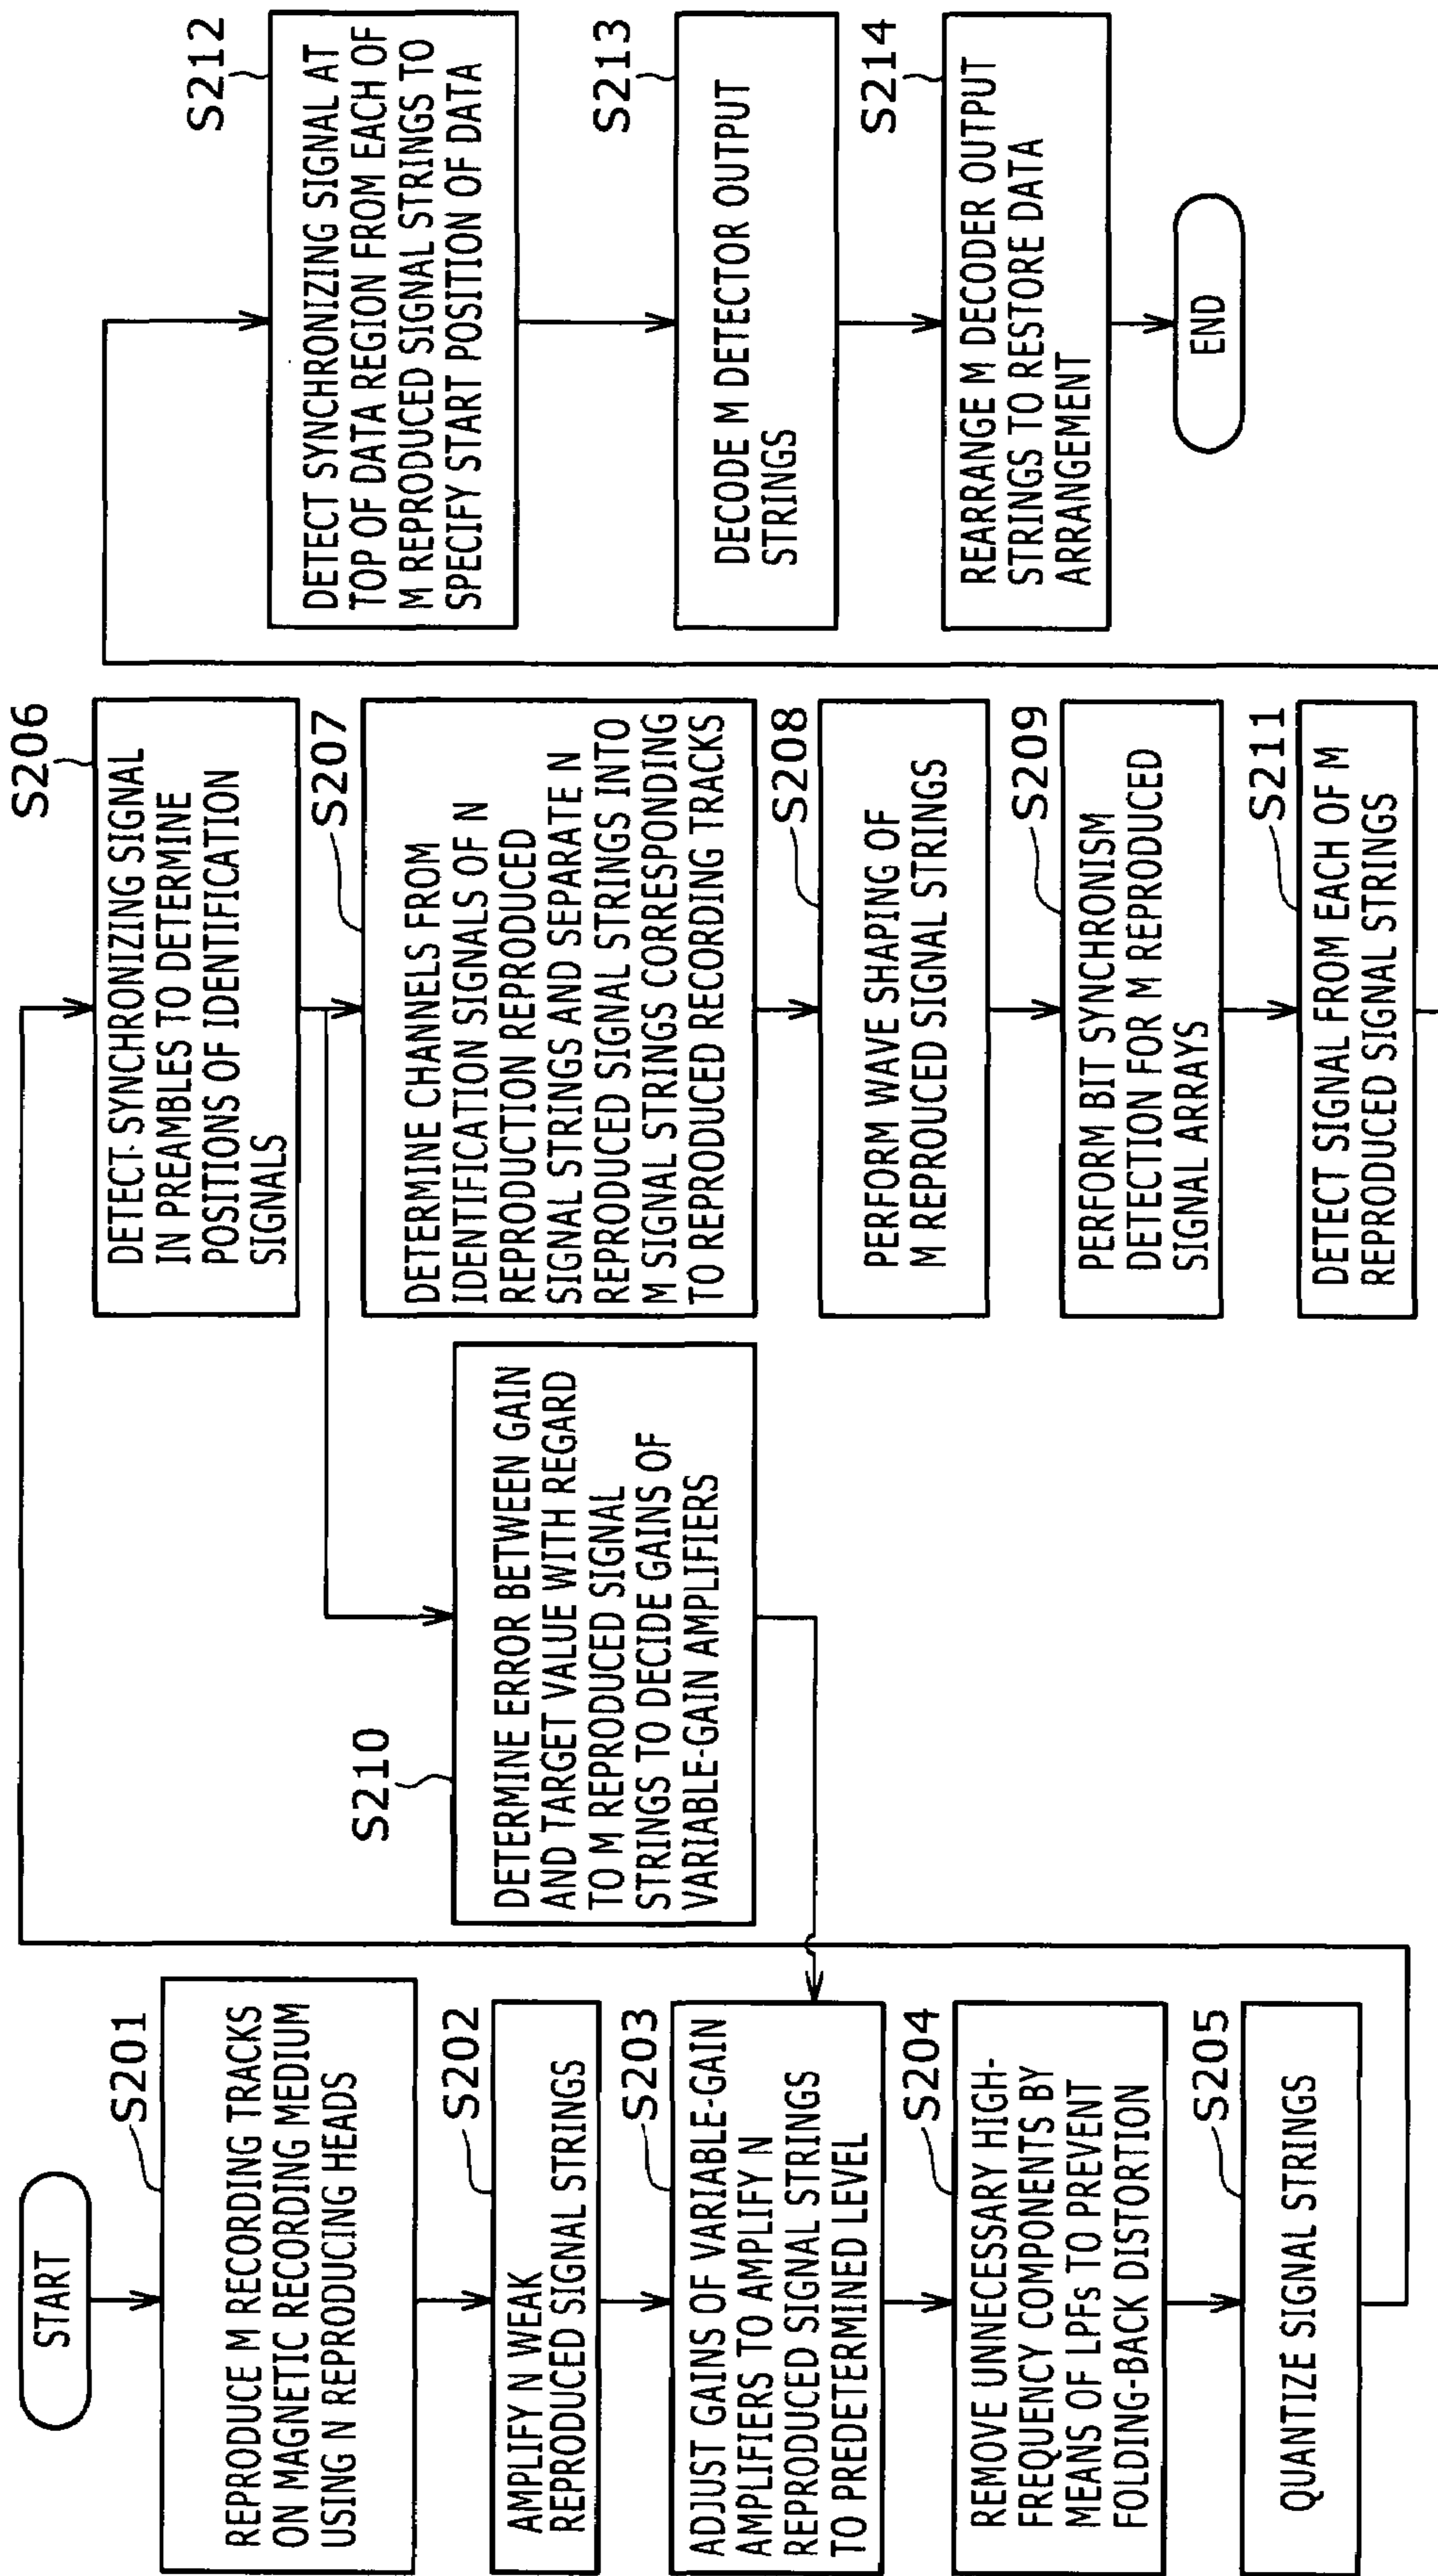 START
S201
REPRODUCE M RECORDING TRACKS
ON MAGNETIC RECORDING MEDIUM
USING N REPRODUCING HEADS
S202
AMPLIFY N WEAK
REPRODUCED SIGNAL STRINGS
S203
ADJUST GAINS OF VARIABLE-GAIN
AMPLIFIERS TO AMPLIFY N
REPRODUCED SIGNAL STRINGS
TO PREDETERMINED LEVEL
S204
REMOVE UNNECESSARY HIGH-
FREQUENCY COMPONENTS BY
MEANS OF LPFs TO PREVENT
FOLDING-BACK DISTORTION
S205
QUANTIZE SIGNAL STRINGS
S210
DETERMINE ERROR BETWEEN GAIN
AND TARGET VALUE WITH REGARD
TO M REPRODUCED SIGNAL
STRINGS TO DECIDE GAINS OF
VARIABLE-GAIN AMPLIFIERS
S206
DETECT SYNCHRONIZING SIGNAL
IN PREAMBLES TO DETERMINE
POSITIONS OF IDENTIFICATION
SIGNALS
S207
DETERMINE CHANNELS FROM
IDENTIFICATION SIGNALS OF N
REPRODUCTION REPRODUCED
SIGNAL STRINGS AND SEPARATE N
REPRODUCED SIGNAL STRINGS INTO
M SIGNAL STRINGS CORRESPONDING
TO REPRODUCED RECORDING TRACKS
S208
PERFORM WAVE SHAPING OF
M REPROUCED SIGNAL STRINGS
S209
PERFORM BIT SYNCHRONISM
DETECTION FOR M REPRODUCED
SIGNAL ARRAYS
S211
DETECT SIGNAL FROM EACH OF M
REPRODUCED SIGNAL STRINGS
S212
DETECT SYNCHRONIZING SIGNAL AT
TOP OF DATA REGION FROM EACH OF
M REPRODUCED SIGNAL STRINGS TO
SPECIFY START POSITION OF DATA
S213
DECODE M DETECTOR OUTPUT
STRINGS
S214
REARRANGE M DECODER OUTPUT
STRINGS TO RESTORE DATA
ARRANGEMENT
END